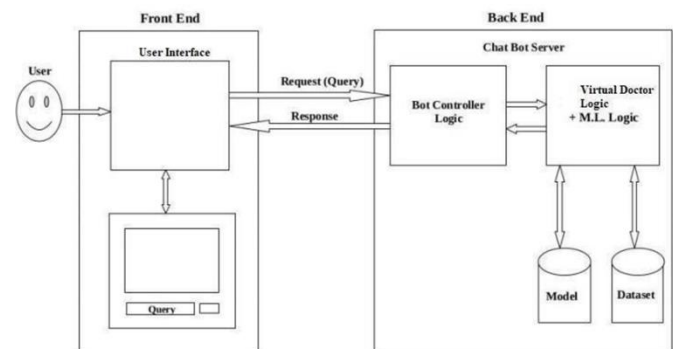 Front End
Back End
User Interface
Chat Bot Server
User
Request (Query)
Response
Bot Controller
Logic
Virtual Doctor
Logic
+ M.L. Logic
Query
Model
Dataset